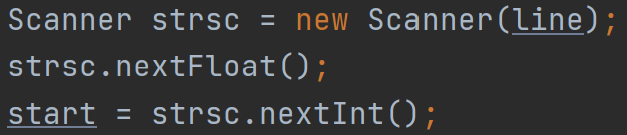 Scanner strsc = new Scanner(line);
strsc.nextFloat();
start = strsc.nextInt();